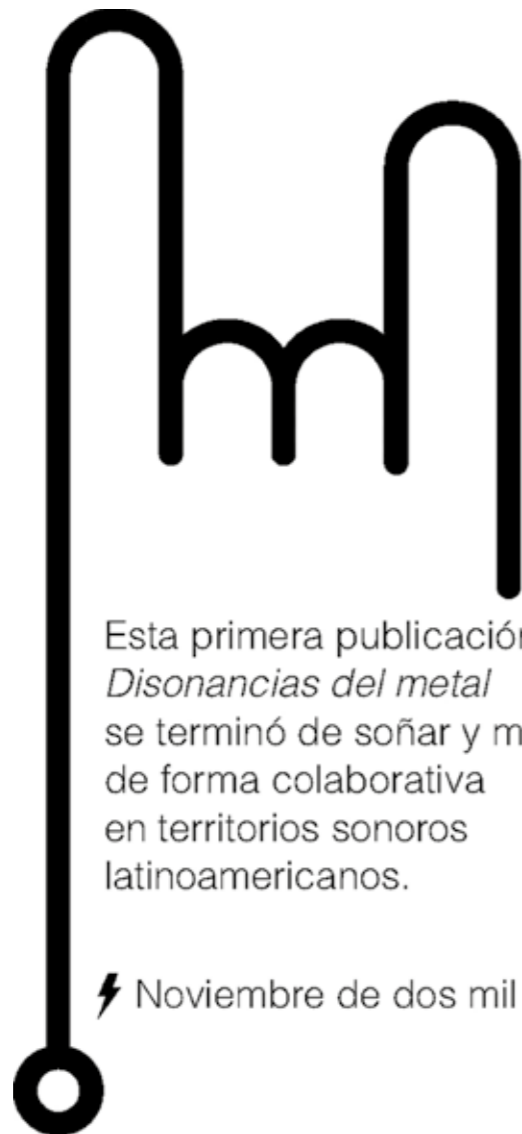 Esta primera publicación
Disonancias del metal
se terminó de soñar y m
de forma colaborativa
en territorios sonoros
latinoamericanos.
Noviembre de dos mil